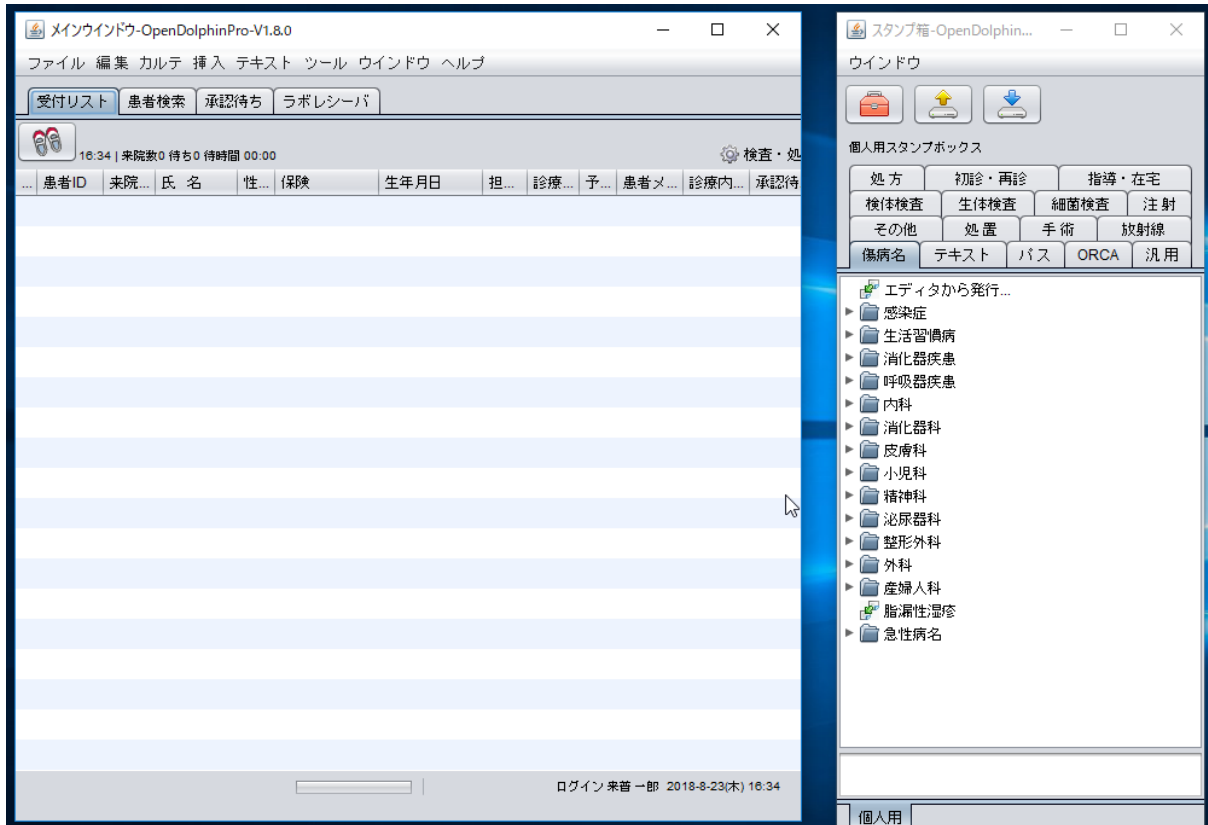 メインウインドウ-OpenDolphinPro-V1.8.0
ファイル 編集 カルテ 挿入 テキスト ツール ウインドウ ヘルプ
受付リスト 患者検索 承認待ち ラボレシーバ
16:34 | 来院数0 待ち0 待時間 00:00 検査・処
... 患者ID 来院... 氏 名 性... 保険 生年月日 担... 診療... 予... 患者メ... 診療内... 承認待
ログイン 来普 一郎 2018-8-23(木) 16:34
スタンプ箱-OpenDolphin...
ウインドウ
個人用スタンプボックス
処 方 初診・再診 指導・在宅
検体検査 生体検査 細菌検査 注 射
その他 処 置 手 術 放射線
傷病名 テキスト パ ス ORCA 汎 用
エディタから発行...
感染症
生活習慣病
消化器疾患
呼吸器疾患
内科
消化器科
皮膚科
小児科
精神科
泌尿器科
整形外科
外科
産婦人科
脂漏性湿疹
急性病名
個人用